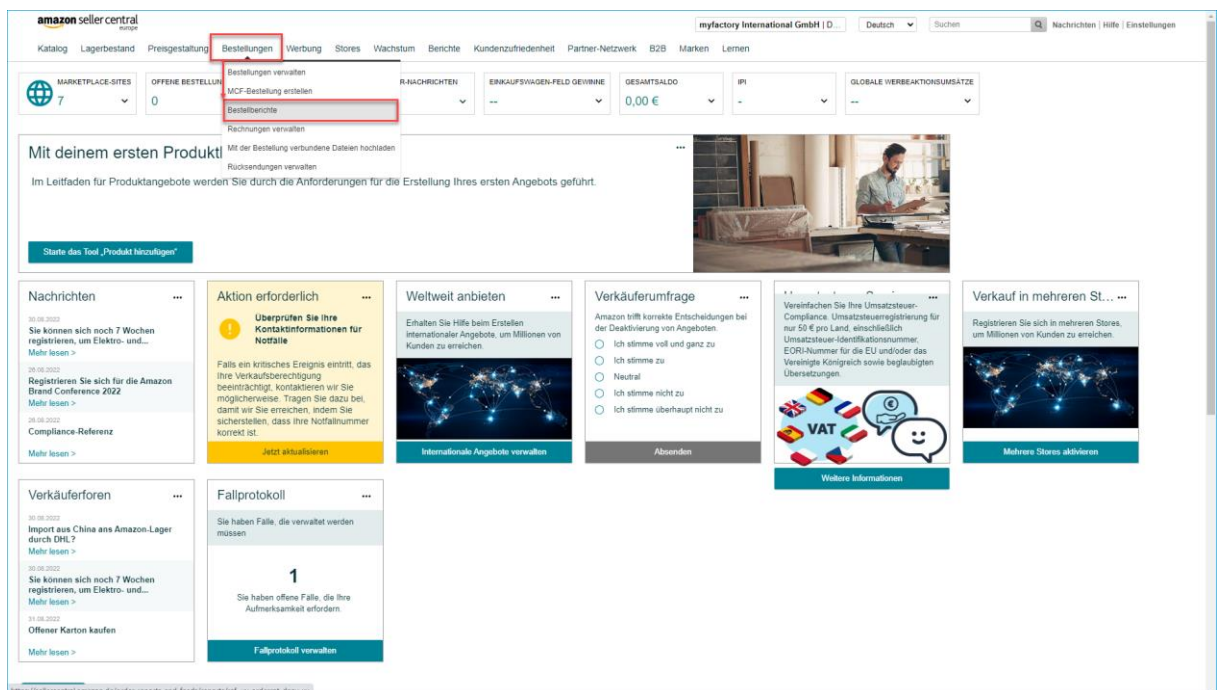 amazon seller central
europe
myfactory International GmbH | D...
Deutsch
Suchen
Nachrichten | Hilfe | Einstellungen
Katalog Lagerbestand Preisgestaltung Bestellungen Werbung Stores Wachstum Berichte Kundenzufriedenheit Partner-Netzwerk B2B Marken Lernen
Bestellungen verwalten
MCF-Bestellung erstellen
Bestellberichte
Rechnungen verwalten
Mit der Bestellung verbundene Dateien hochladen
Rücksendungen verwalten
MARKETPLACE-SITES
7
OFFENE BESTELLUN
0
R-NACHRICHTEN
EINKAUFSWAGEN-FELD GEWINNE
--
GESAMTSALDO
0,00 €
IPI
-
GLOBALE WERBEAKTIONSUMSÄTZE
--
Mit deinem ersten Produktl
...
Im Leitfaden für Produktangebote werden Sie durch die Anforderungen für die Erstellung Ihres ersten Angebots geführt.
Starte das Tool „Produkt hinzufügen"
Nachrichten ...
30.08.2022
Sie können sich noch 7 Wochen
registrieren, um Elektro- und...
Mehr lesen >
26.08.2022
Registrieren Sie sich für die Amazon
Brand Conference 2022
Mehr lesen >
26.08.2022
Compliance-Referenz
Mehr lesen >
Aktion erforderlich ...
Überprüfen Sie Ihre
Kontaktinformationen für
Notfälle
Falls ein kritisches Ereignis eintritt, das
Ihre Verkaufsberechtigung
beeinträchtigt, kontaktieren wir Sie
möglicherweise. Tragen Sie dazu bei,
damit wir Sie erreichen, indem Sie
sicherstellen, dass Ihre Notfallnummer
korrekt ist.
Jetzt aktualisieren
Weltweit anbieten ...
Erhalten Sie Hilfe beim Erstellen
internationaler Angebote, um Millionen von
Kunden zu erreichen.
Internationale Angebote verwalten
Verkäuferumfrage ...
Amazon trifft korrekte Entscheidungen bei
der Deaktivierung von Angeboten.
Ich stimme voll und ganz zu
Ich stimme zu
Neutral
Ich stimme nicht zu
Ich stimme überhaupt nicht zu
Absenden
...
Vereinfachen Sie Ihre Umsatzsteuer-
Compliance. Umsatzsteuerregistrierung für
nur 50 € pro Land, einschließlich
Umsatzsteuer-Identifikationsnummer,
EORI-Nummer für die EU und/oder das
Vereinigte Königreich sowie beglaubigten
Übersetzungen.
VAT
€
Weitere Informationen
Verkauf in mehreren St... ...
Registrieren Sie sich in mehreren Stores,
um Millionen von Kunden zu erreichen.
Mehrere Stores aktivieren
Verkäuferforen ...
30.08.2022
Import aus China ans Amazon-Lager
durch DHL?
Mehr lesen >
30.08.2022
Sie können sich noch 7 Wochen
registrieren, um Elektro- und...
Mehr lesen >
31.08.2022
Offener Karton kaufen
Mehr lesen >
Fallprotokoll ...
Sie haben Fälle, die verwaltet werden
müssen
1
Sie haben offene Fälle, die Ihre
Aufmerksamkeit erfordern.
Fallprotokoll verwalten